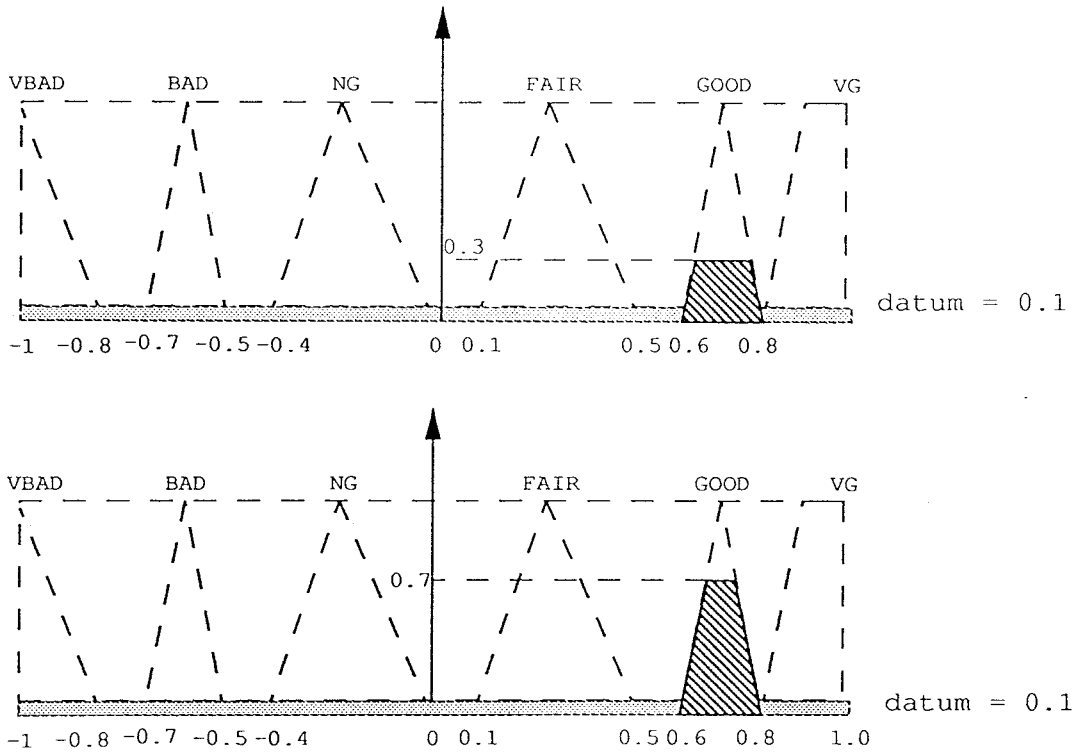 VBAD BAD NG FAIR GOOD VG
0.3
datum = 0.1
-1 -0.8 -0.7 -0.5 -0.4 0 0.1 0.5 0.6 0.8
VBAD BAD NG FAIR GOOD VG
0.7
datum = 0.1
-1 -0.8 -0.7 -0.5 -0.4 0 0.1 0.5 0.6 0.8 1.0